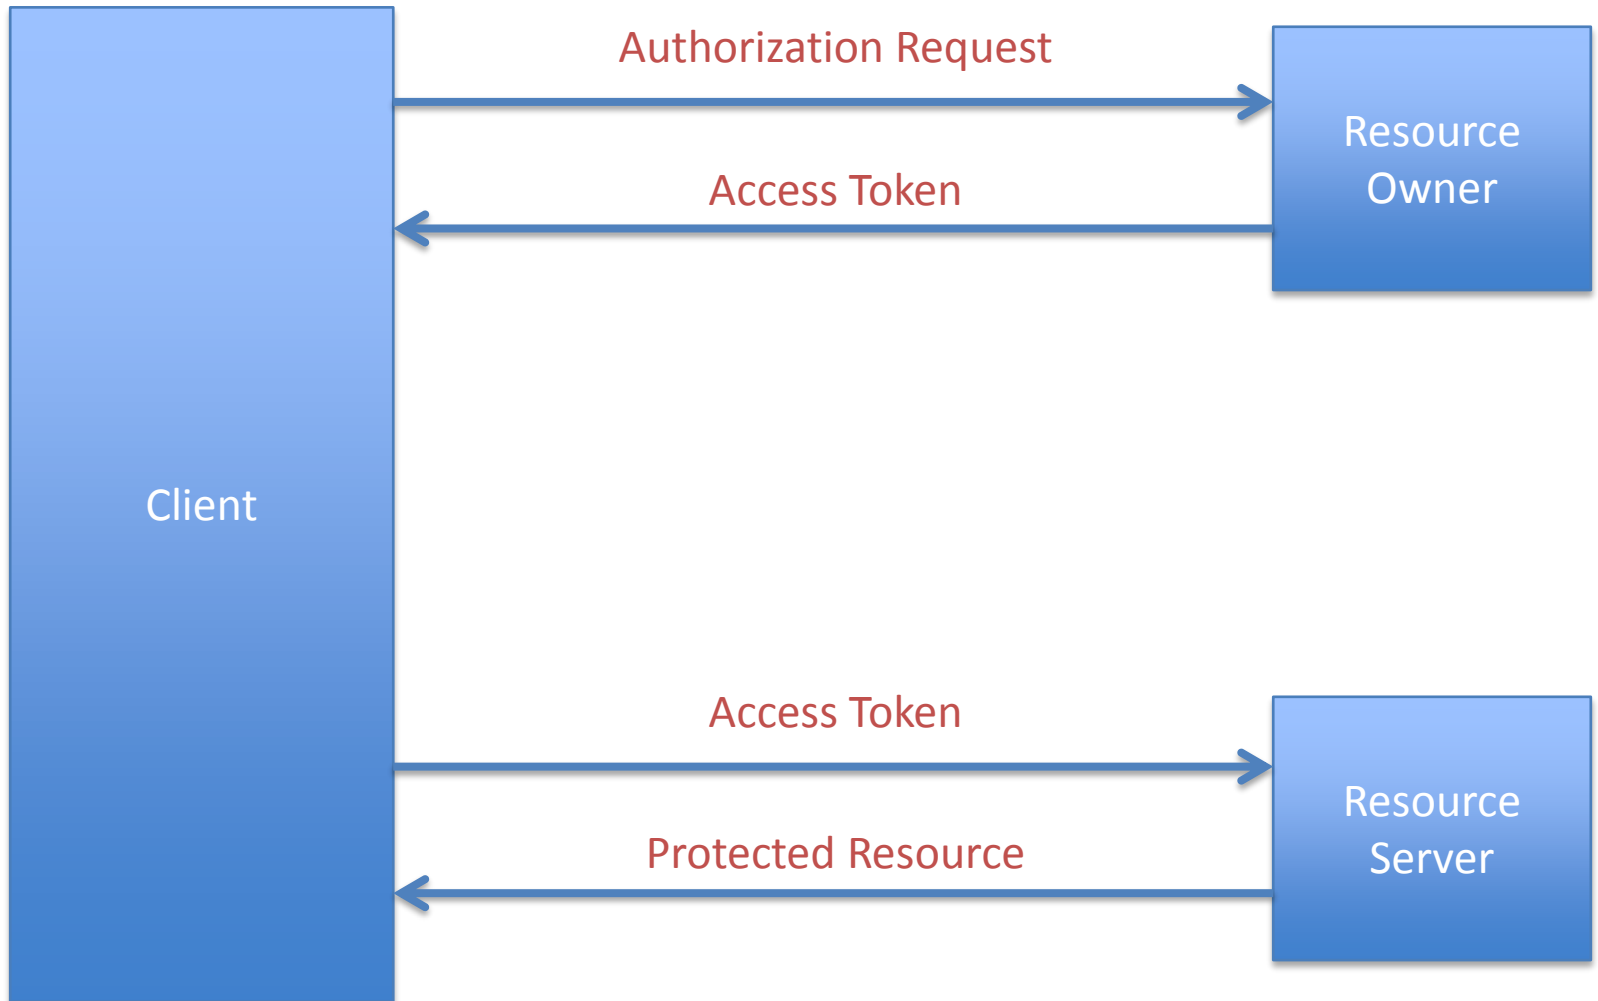 Authorization Request
Resource
Owner
Access Token
Client
Access Token
Resource
Server
Protected Resource